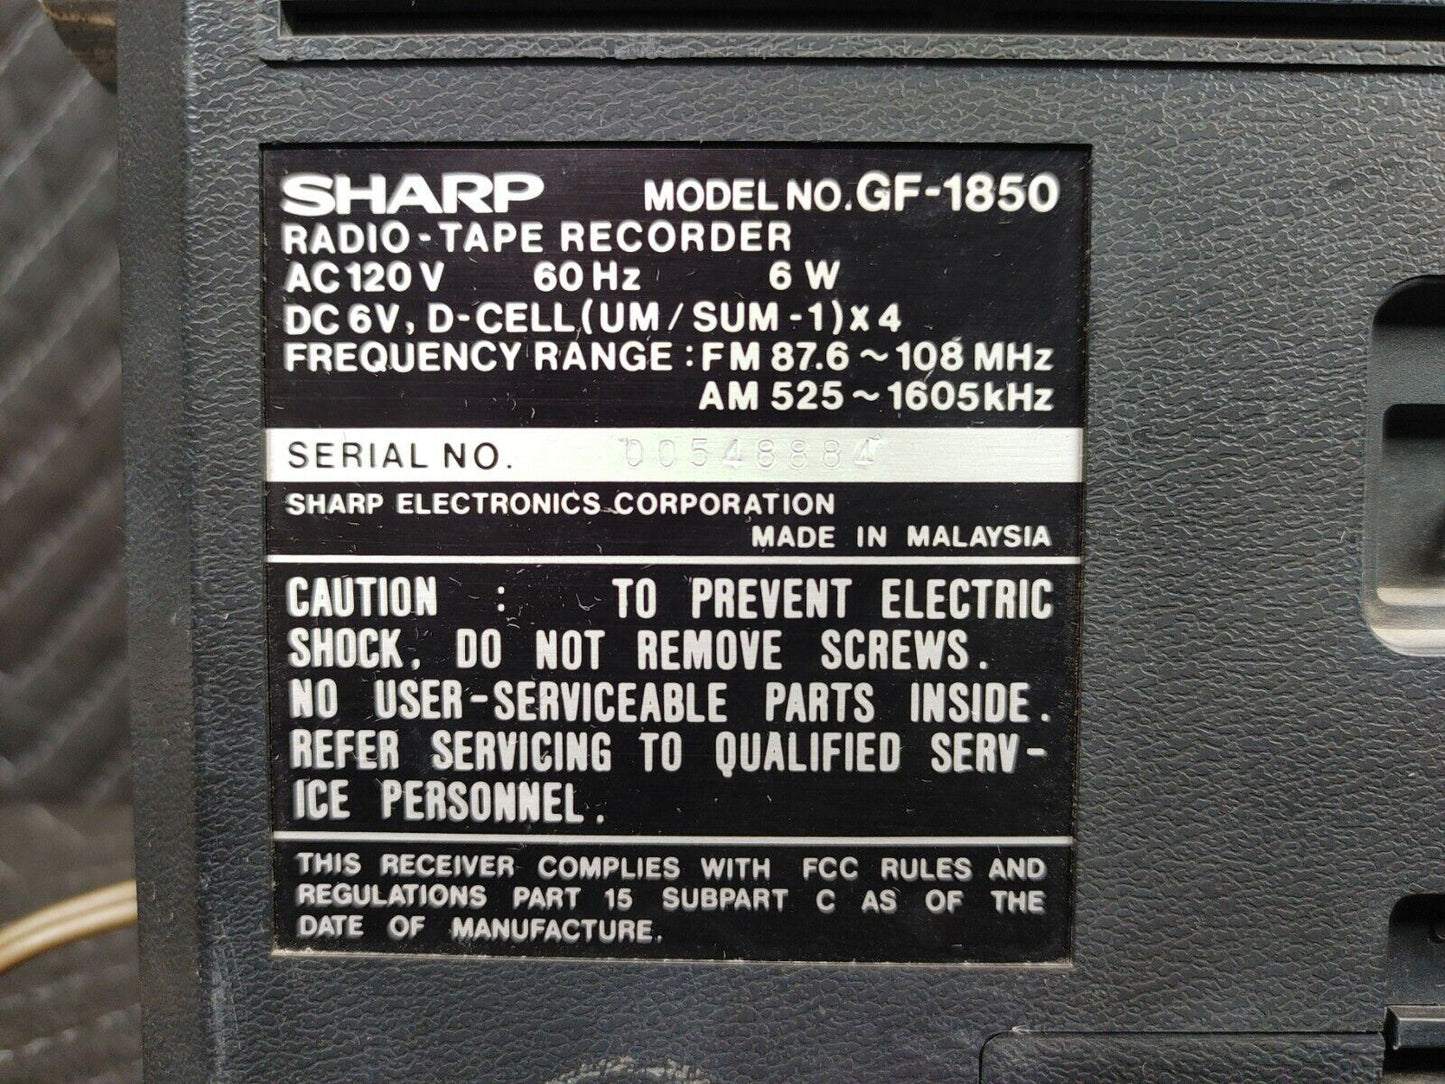 SHARP MODEL NO. GF-1850
RADIO-TAPE RECORDER
AC 120 V 60 Hz 6 W
DC 6V, D-CELL (UM / SUM -1) X 4
FREQUENCY RANGE : FM 87.6 ~ 108 MHz
AM 525 ~ 1605 kHz
SERIAL NO. 00548884
SHARP ELECTRONICS CORPORATION
MADE IN MALAYSIA
CAUTION : TO PREVENT ELECTRIC
SHOCK, DO NOT REMOVE SCREWS.
NO USER-SERVICEABLE PARTS INSIDE.
REFER SERVICING TO QUALIFIED SERV-
ICE PERSONNEL.
THIS RECEIVER COMPLIES WITH FCC RULES AND
REGULATIONS PART 15 SUBPART C AS OF THE
DATE OF MANUFACTURE.